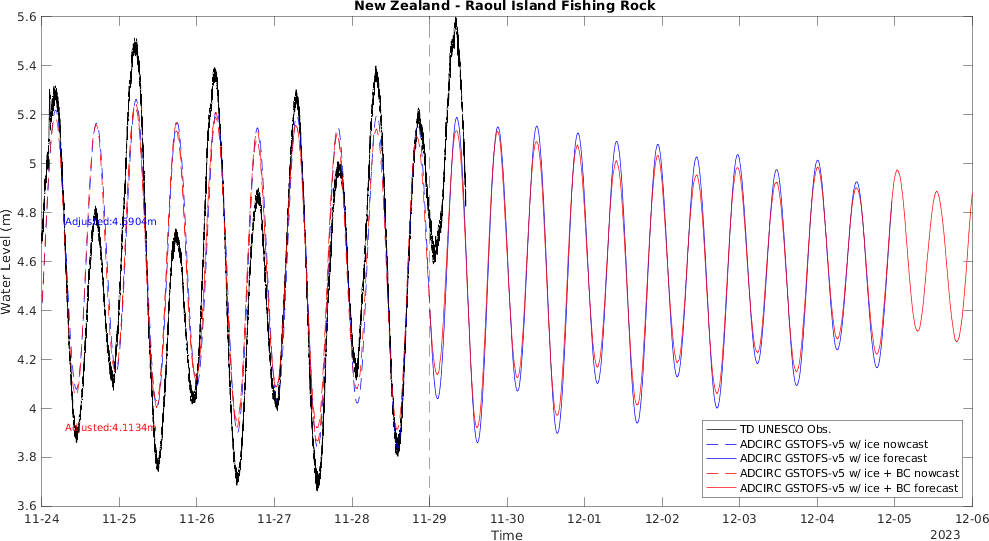 New Zealand - Raoul Island Fishing Rock
5.6
5.4
5.2
5
4.8
4.6
4.4
4.2
4
3.8
3.6
Water Level (m)
Adjusted:4.6904m
Adjusted:4.1134m
TD UNESCO Obs.
ADCIRC GSTOFS-v5 w/ ice nowcast
ADCIRC GSTOFS-v5 w/ ice forecast
ADCIRC GSTOFS-v5 w/ ice + BC nowcast
ADCIRC GSTOFS-v5 w/ ice + BC forecast
11-24 11-25 11-26 11-27 11-28 11-29 11-30 12-01 12-02 12-03 12-04 12-05 12-06
Time
2023